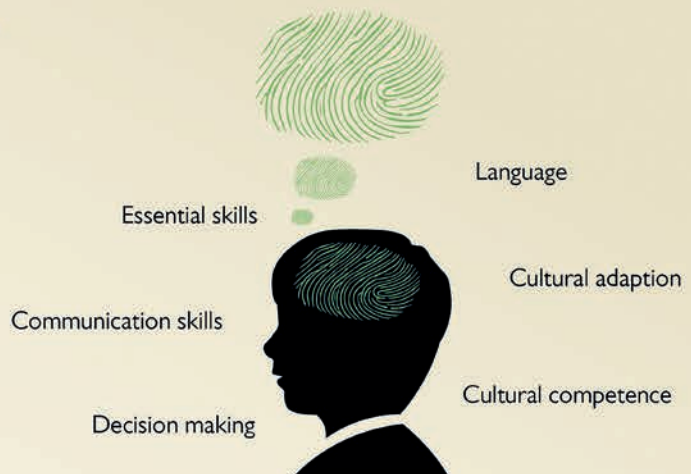 Language
Essential skills
Cultural adaption
Communication skills
Cultural competence
Decision making